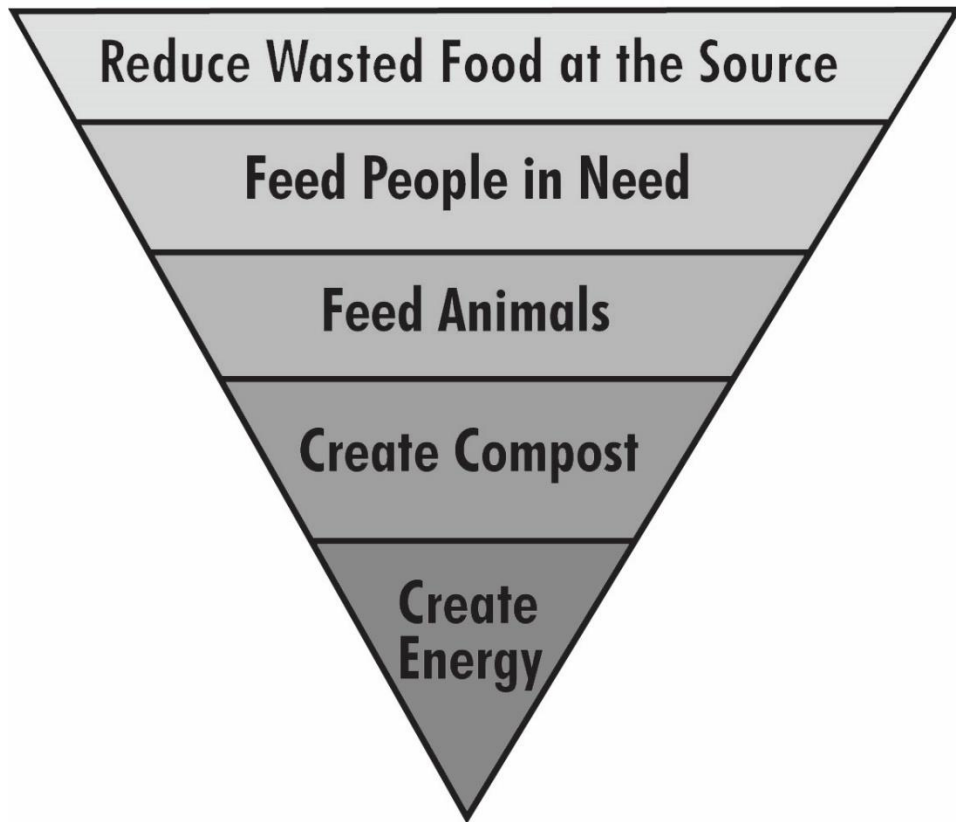 Reduce Wasted Food at the Source
Feed People in Need
Feed Animals
Create Compost
Create
Energy